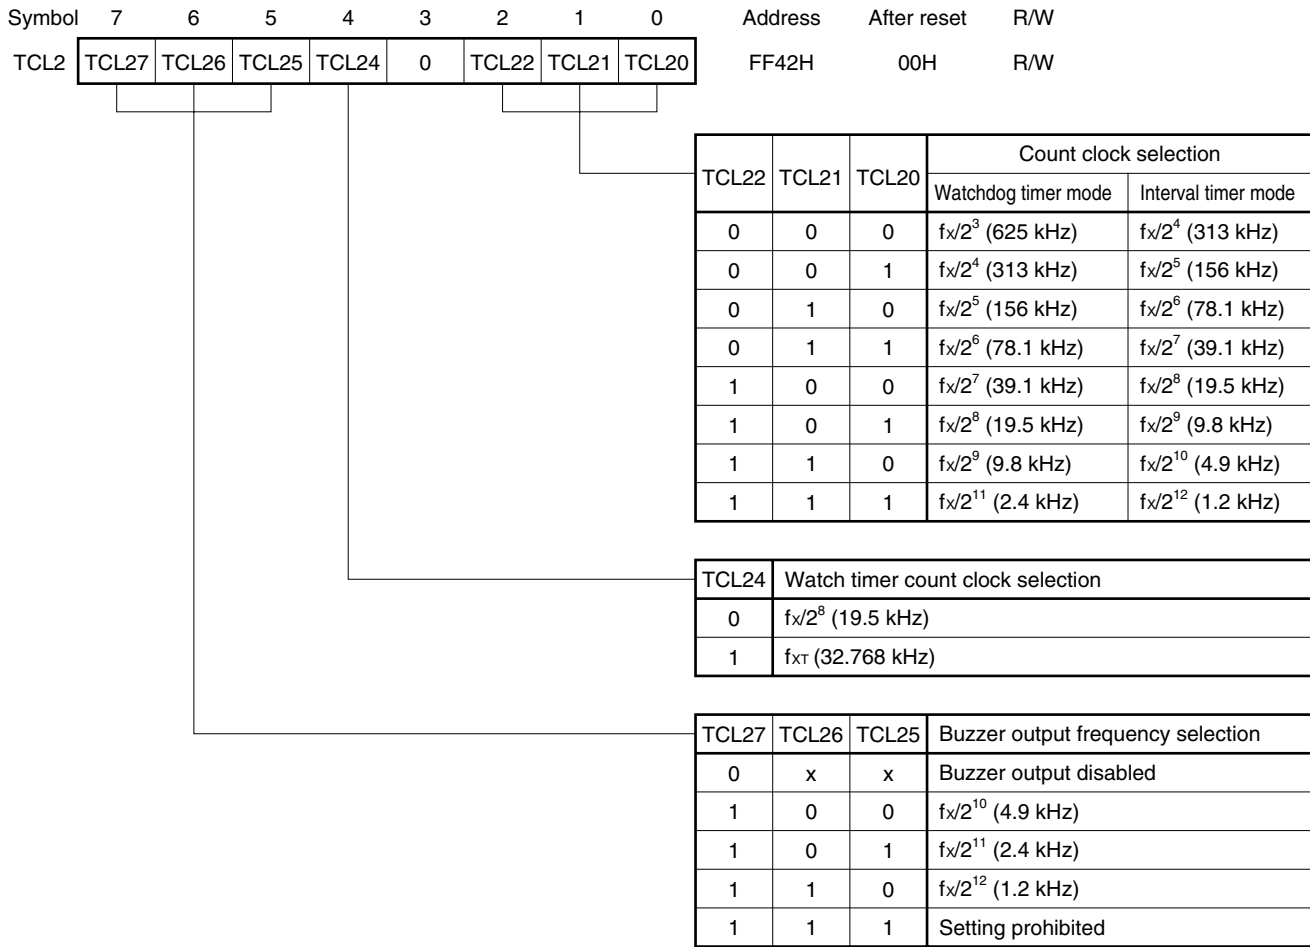 Symbol 7 6 5 4 3 2 1 0 Address After reset R/W
TCL2 TCL27 TCL26 TCL25 TCL24 0 TCL22 TCL21 TCL20 FF42H 00H R/W
TCL22 TCL21 TCL20 Count clock selection
Watchdog timer mode Interval timer mode
0 0 0 fx/2³ (625 kHz) fx/2⁴ (313 kHz)
0 0 1 fx/2⁴ (313 kHz) fx/2⁵ (156 kHz)
0 1 0 fx/2⁵ (156 kHz) fx/2⁶ (78.1 kHz)
0 1 1 fx/2⁶ (78.1 kHz) fx/2⁷ (39.1 kHz)
1 0 0 fx/2⁷ (39.1 kHz) fx/2⁸ (19.5 kHz)
1 0 1 fx/2⁸ (19.5 kHz) fx/2⁹ (9.8 kHz)
1 1 0 fx/2⁹ (9.8 kHz) fx/2¹⁰ (4.9 kHz)
1 1 1 fx/2¹¹ (2.4 kHz) fx/2¹² (1.2 kHz)
TCL24 Watch timer count clock selection
0 fx/2⁸ (19.5 kHz)
1 fXT (32.768 kHz)
TCL27 TCL26 TCL25 Buzzer output frequency selection
0 x x Buzzer output disabled
1 0 0 fx/2¹⁰ (4.9 kHz)
1 0 1 fx/2¹¹ (2.4 kHz)
1 1 0 fx/2¹² (1.2 kHz)
1 1 1 Setting prohibited